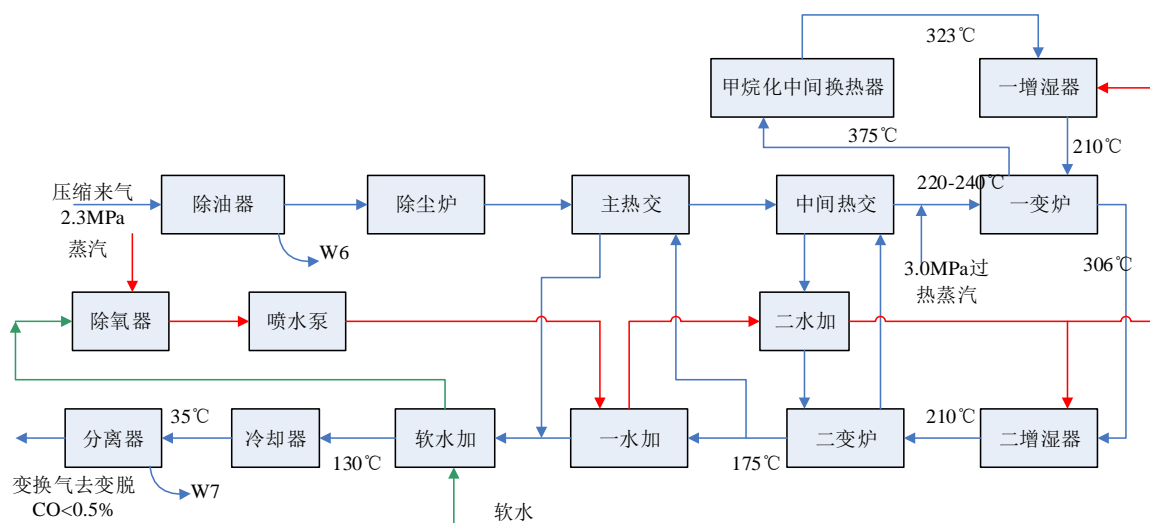 323℃
甲烷化中间换热器
一增湿器
375℃
210℃
压缩来气
2.3MPa
蒸汽
除油器
除尘炉
主热交
中间热交
220-240℃
一变炉
W6
3.0MPa过
热蒸汽
306℃
除氧器
喷水泵
二水加
分离器
35℃
冷却器
130℃
软水加
一水加
175℃
二变炉
210℃
二增湿器
变换气去变脱
CO<0.5%
W7
软水